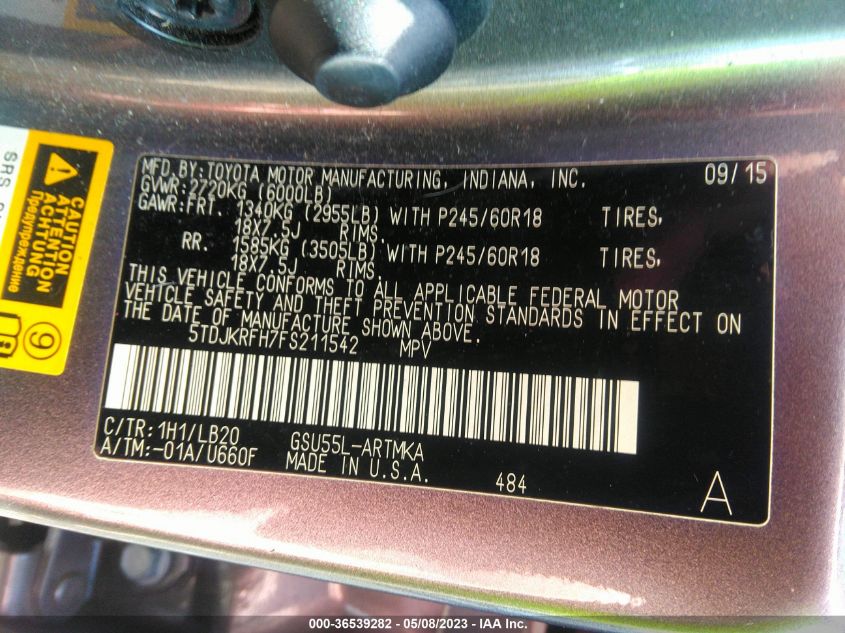 MFD.BY:TOYOTA MOTOR MANUFACTURING, INDIANA, INC. 09/15
GVWR:2720KG (6000LB)
GAWR:FRT. 1340KG (2955LB) WITH P245/60R18 TIRES,
18X7.5J RIMS.
RR. 1585KG (3505LB) WITH P245/60R18 TIRES,
18X7.5J RIMS.
THIS VEHICLE CONFORMS TO ALL APPLICABLE FEDERAL MOTOR
VEHICLE SAFETY AND THEFT PREVENTION STANDARDS IN EFFECT ON
THE DATE OF MANUFACTURE SHOWN ABOVE.
5TDJKRFH7FS211542 MPV
C/TR:1H1/LB20 GSU55L-ARTMKA
A/TM:-01A/U660F MADE IN U.S.A. 484 A
SRS
CAUTION
ATTENTION
ACHTUNG
Предупреждение
9
000-36539282 - 05/08/2023 - IAA Inc.